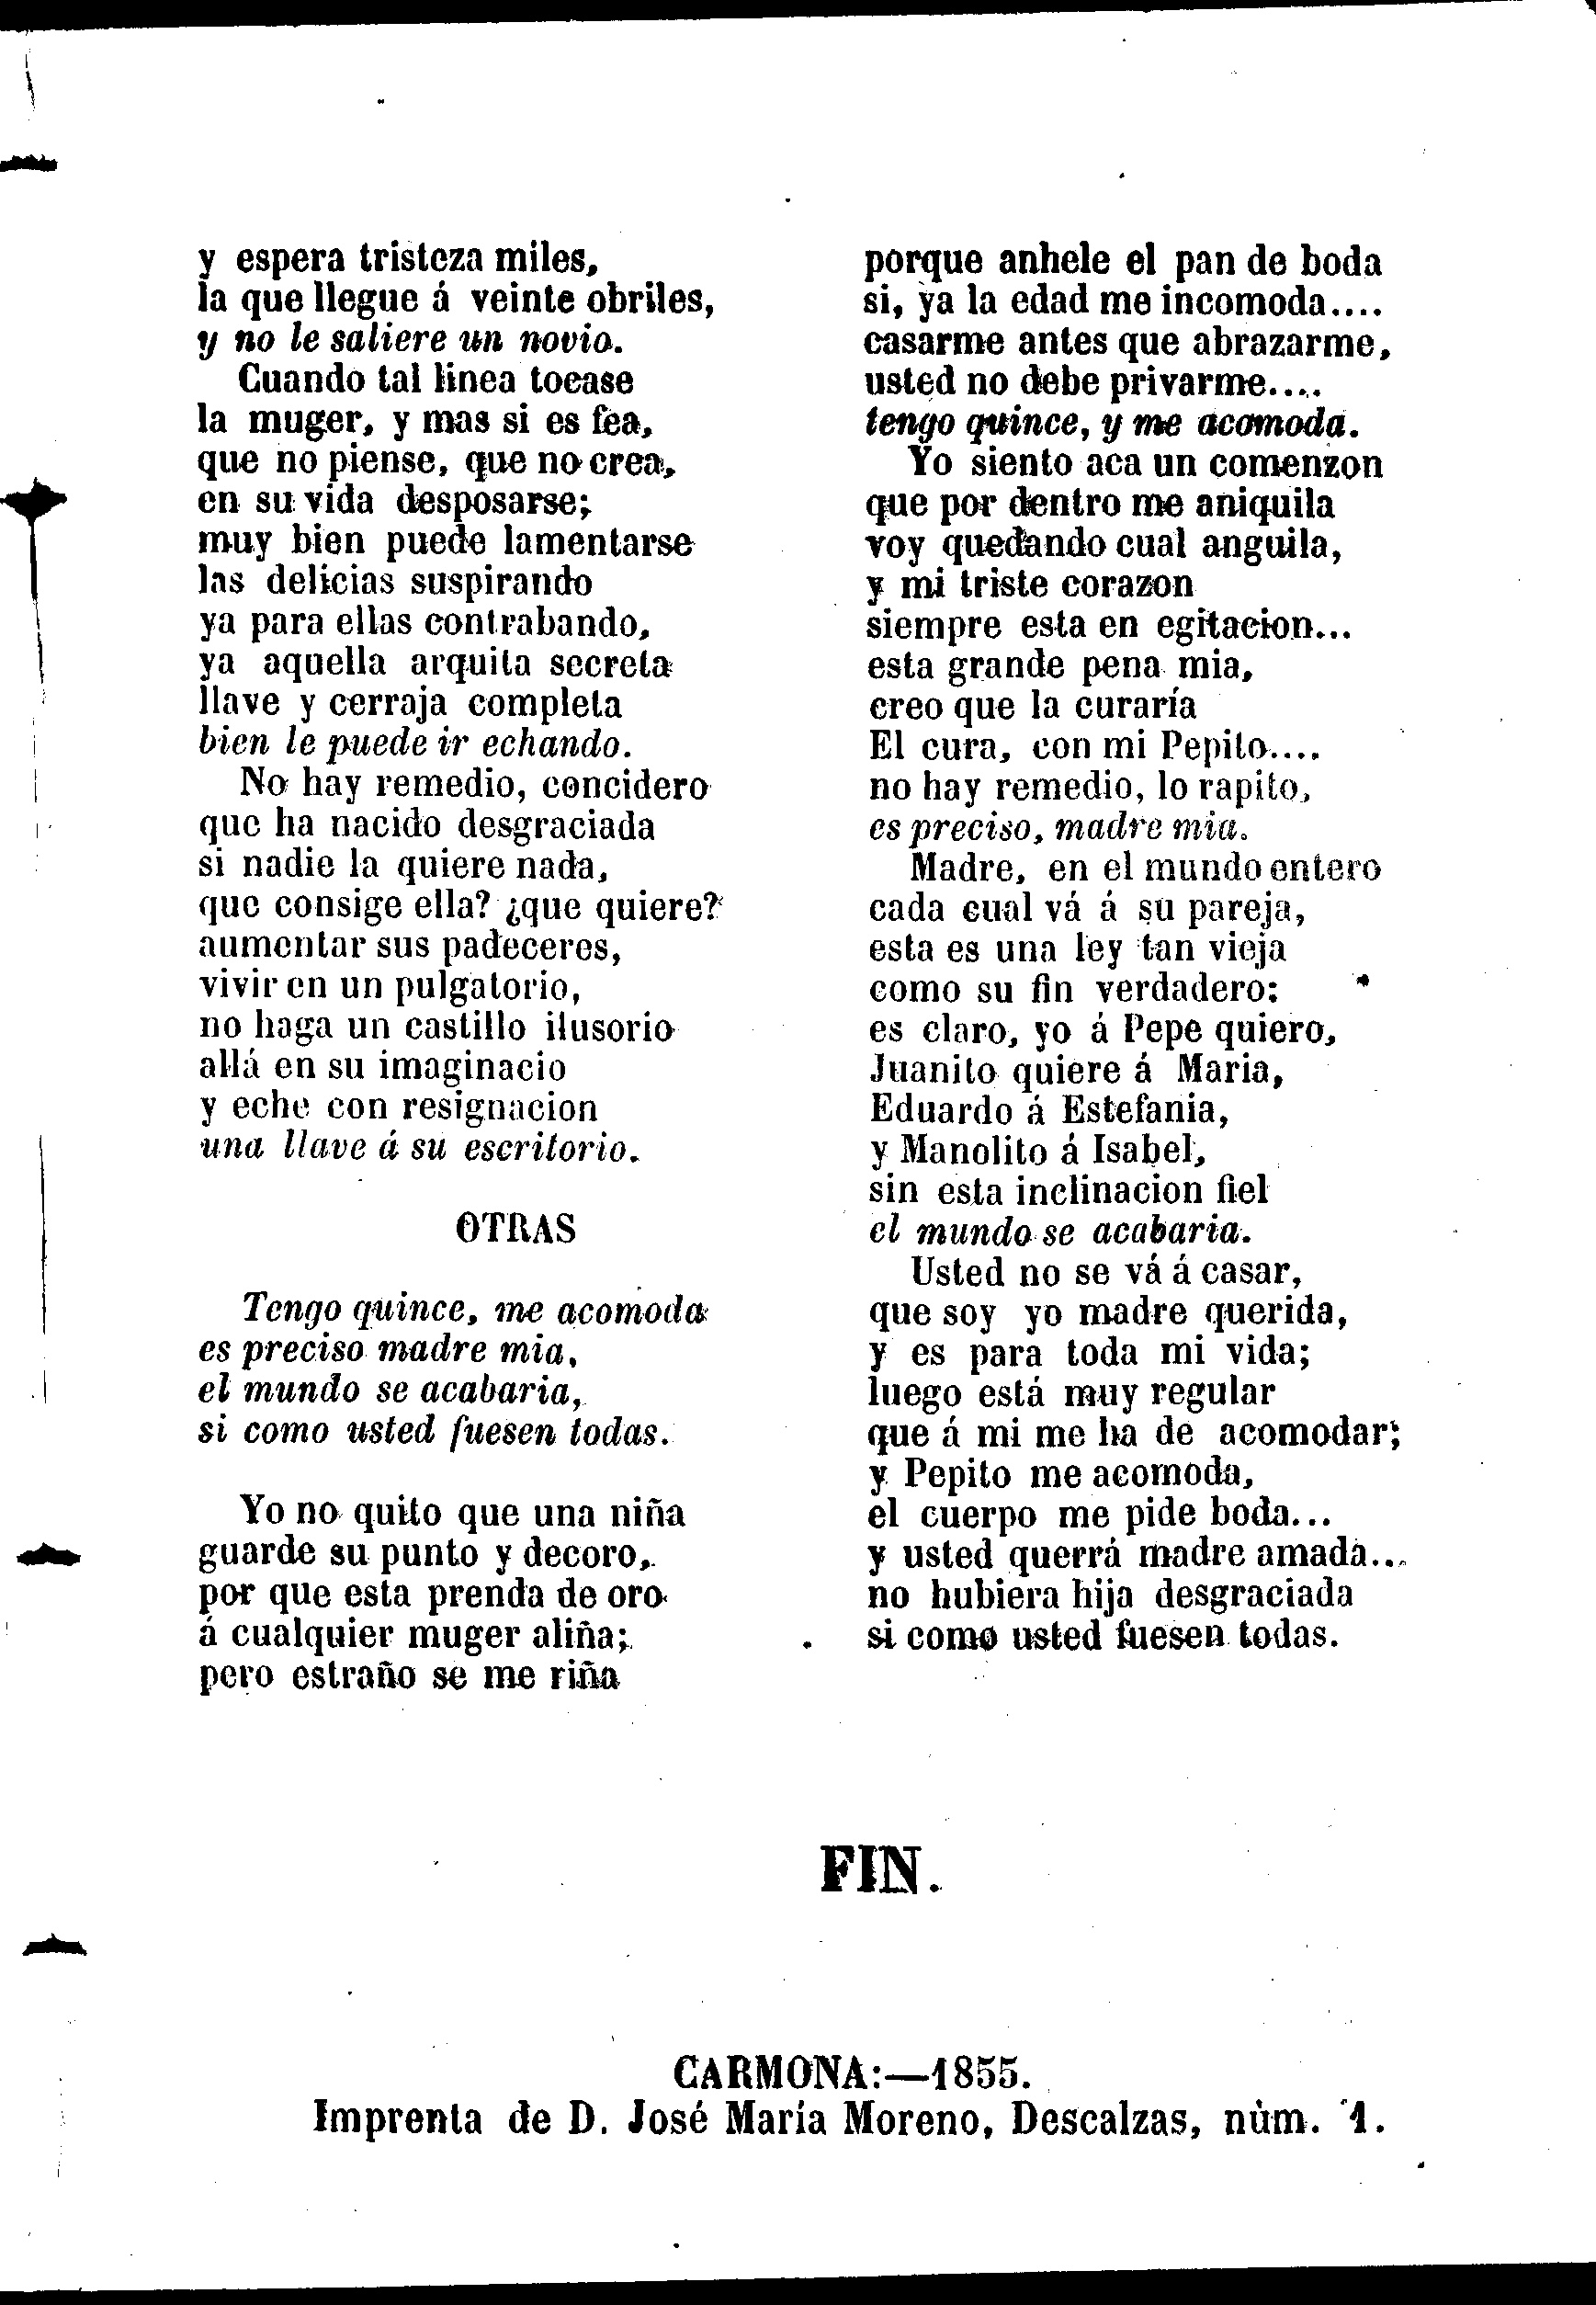 y espera tristeza miles,
la que llegue á veinte obriles,
y no le saliere un novio.
Cuando tal linea tocase
la muger, y mas si es fea,
que no piense, que no crea,
en su vida desposarse;
muy bien puede lamentarse
las delicias suspirando
ya para ellas contrabando,
ya aquella arquita secreta
llave y cerraja completa
bien le puede ir echando.
No hay remedio, concidero
que ha nacido desgraciada
si nadie la quiere nada,
que consige ella? ¿que quiere?
aumentar sus padeceres,
vivir en un pulgatorio,
no haga un castillo ilusorio
allá en su imaginacio
y eche con resignacion
una llave á su escritorio.
OTRAS
Tengo quince, me acomoda
es preciso madre mia,
el mundo se acabaria,
si como usted fuesen todas.
Yo no quito que una niña
guarde su punto y decoro,
por que esta prenda de oro
á cualquier muger aliña;
pero estraño se me riña
porque anhele el pan de boda
si, ya la edad me incomoda....
casarme antes que abrazarme,
usted no debe privarme....
tengo quince, y me acomoda.
Yo siento aca un comenzon
que por dentro me aniquila
voy quedando cual anguila,
y mi triste corazon
siempre esta en egitacion...
esta grande pena mia,
creo que la curaría
El cura, con mi Pepito....
no hay remedio, lo rapito,
es preciso, madre mia.
Madre, en el mundo entero
cada cual vá á su pareja,
esta es una ley tan vieja
como su fin verdadero:
es claro, yo á Pepe quiero,
Juanito quiere á Maria,
Eduardo á Estefania,
y Manolito á Isabel,
sin esta inclinacion fiel
el mundo se acabaria.
Usted no se vá á casar,
que soy yo madre querida,
y es para toda mi vida;
luego está muy regular
que á mi me ha de acomodar;
y Pepito me acomoda,
el cuerpo me pide boda...
y usted querrá madre amada...
no hubiera hija desgraciada
si como usted fuesen todas.
FIN.
CARMONA:—1855.
Imprenta de D. José María Moreno, Descalzas, núm. 1.